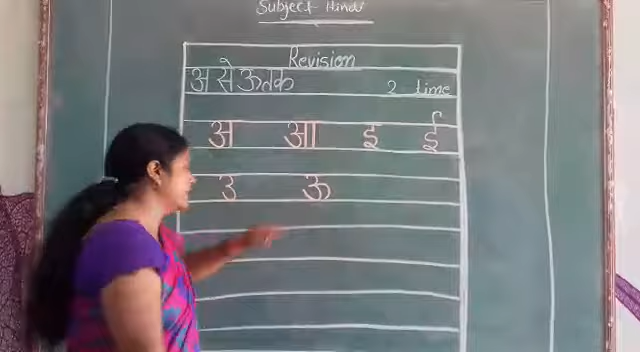 Subject- Hindi
Revision
अ से ऊ तक 2 time
अ आ इ ई
उ ऊ